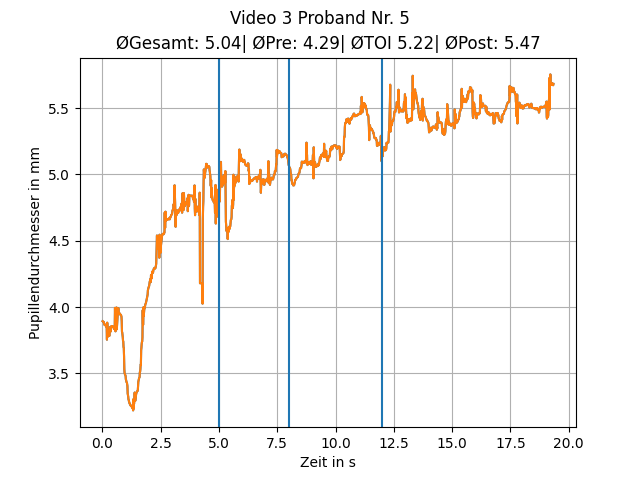 Video 3 Proband Nr. 5
ØGesamt: 5.04| ØPre: 4.29| ØTOI 5.22| ØPost: 5.47
Pupillendurchmesser in mm
5.5
5.0
4.5
4.0
3.5
0.0 2.5 5.0 7.5 10.0 12.5 15.0 17.5 20.0
Zeit in s